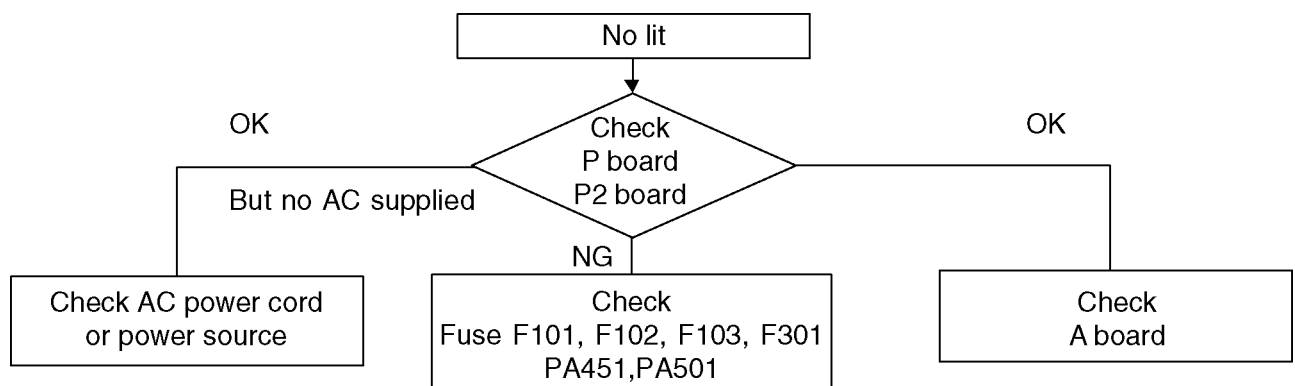 No lit
Check
P board
P2 board
OK
But no AC supplied
OK
NG
Check AC power cord
or power source
Check
Fuse F101, F102, F103, F301
PA451,PA501
Check
A board